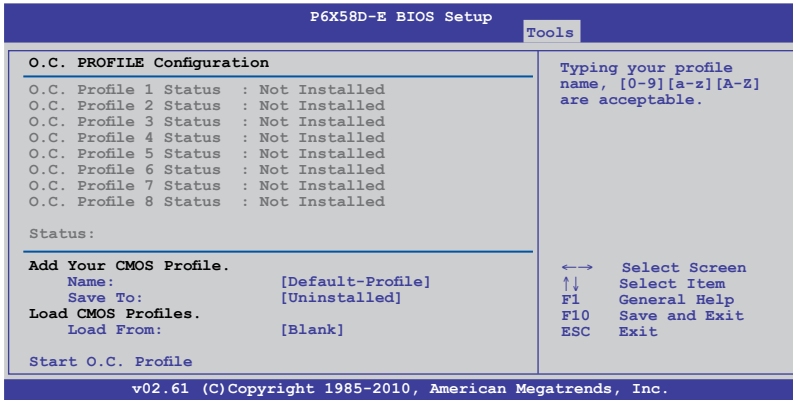 P6X58D-E BIOS Setup
Tools
O.C. PROFILE Configuration
O.C. Profile 1 Status : Not Installed
O.C. Profile 2 Status : Not Installed
O.C. Profile 3 Status : Not Installed
O.C. Profile 4 Status : Not Installed
O.C. Profile 5 Status : Not Installed
O.C. Profile 6 Status : Not Installed
O.C. Profile 7 Status : Not Installed
O.C. Profile 8 Status : Not Installed
Status:
Add Your CMOS Profile.
Name: [Default-Profile]
Save To: [Uninstalled]
Load CMOS Profiles.
Load From: [Blank]
Start O.C. Profile
Typing your profile
name, [0-9][a-z][A-Z]
are acceptable.
←→ Select Screen
↑↓ Select Item
F1 General Help
F10 Save and Exit
ESC Exit
v02.61 (C)Copyright 1985-2010, American Megatrends, Inc.